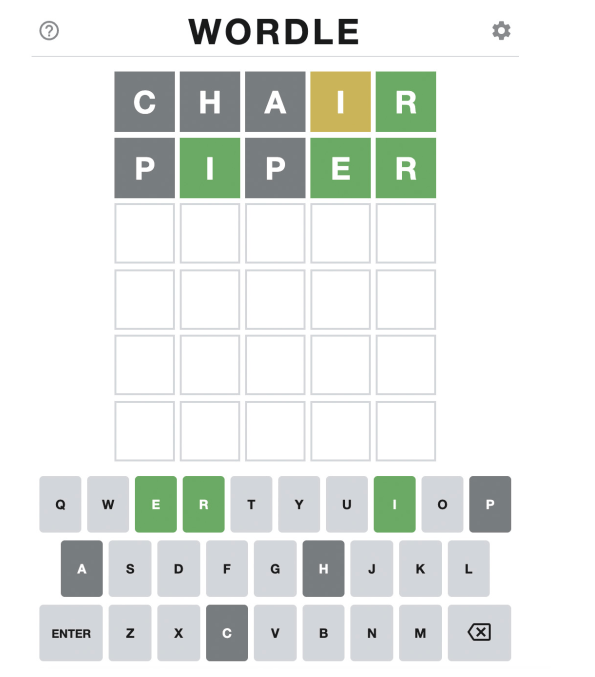 ?
WORDLE
C H A I R
P I P E R
Q W E R T Y U I O P
A S D F G H J K L
ENTER Z X C V B N M